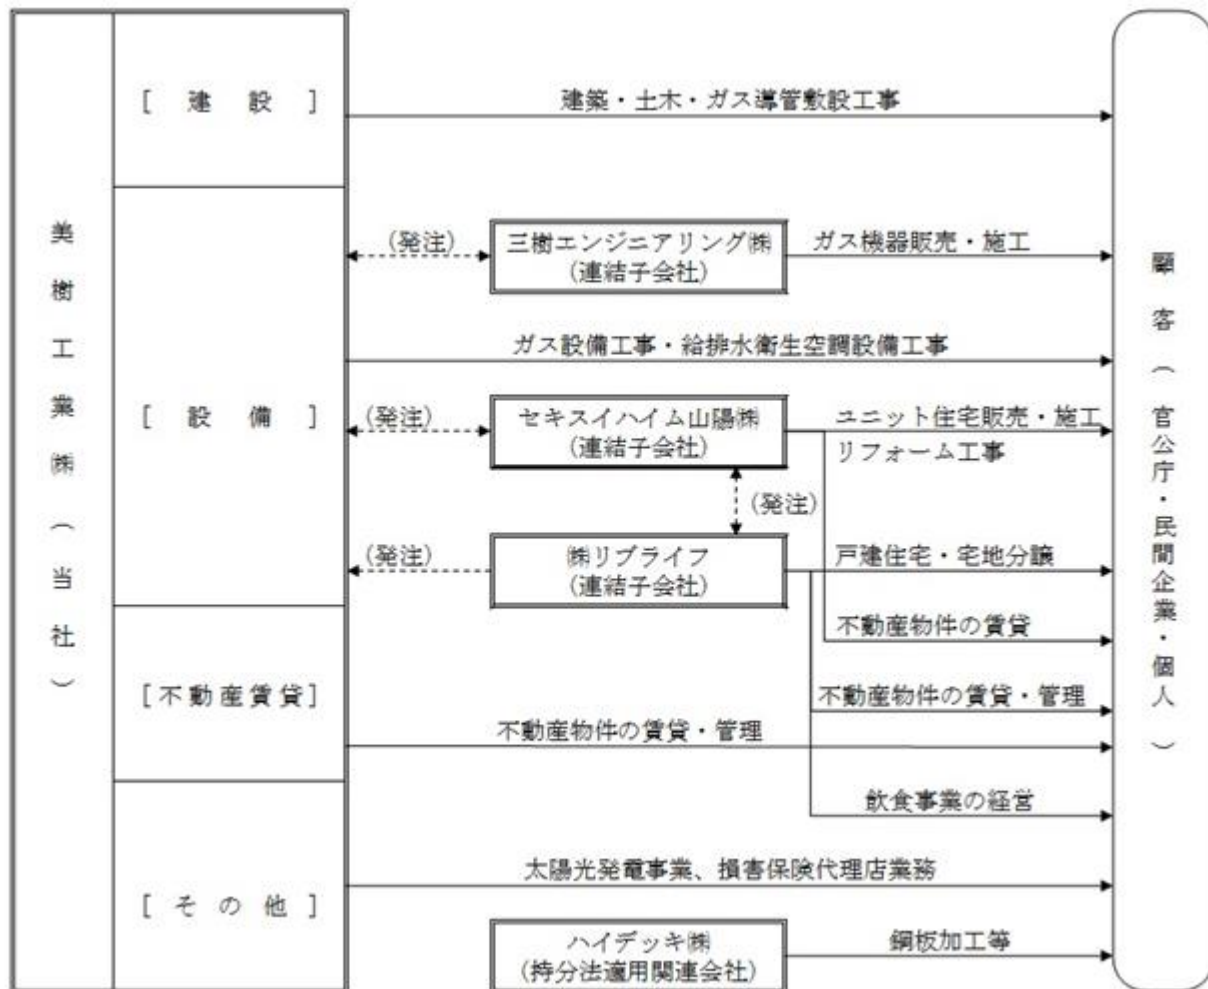 美樹工業㈱（当社）
[建設]
建築・土木・ガス導管敷設工事
[設備]
(発注)
三樹エンジニアリング㈱
(連結子会社)
ガス機器販売・施工
ガス設備工事・給排水衛生空調設備工事
(発注)
セキスイハイム山陽㈱
(連結子会社)
ユニット住宅販売・施工
リフォーム工事
(発注)
(発注)
㈱リブライフ
(連結子会社)
戸建住宅・宅地分譲
不動産物件の賃貸
[不動産賃貸]
不動産物件の賃貸・管理
不動産物件の賃貸・管理
飲食事業の経営
[その他]
太陽光発電事業、損害保険代理店業務
ハイデッキ㈱
(持分法適用関連会社)
鋼板加工等
顧客（官公庁・民間企業・個人）